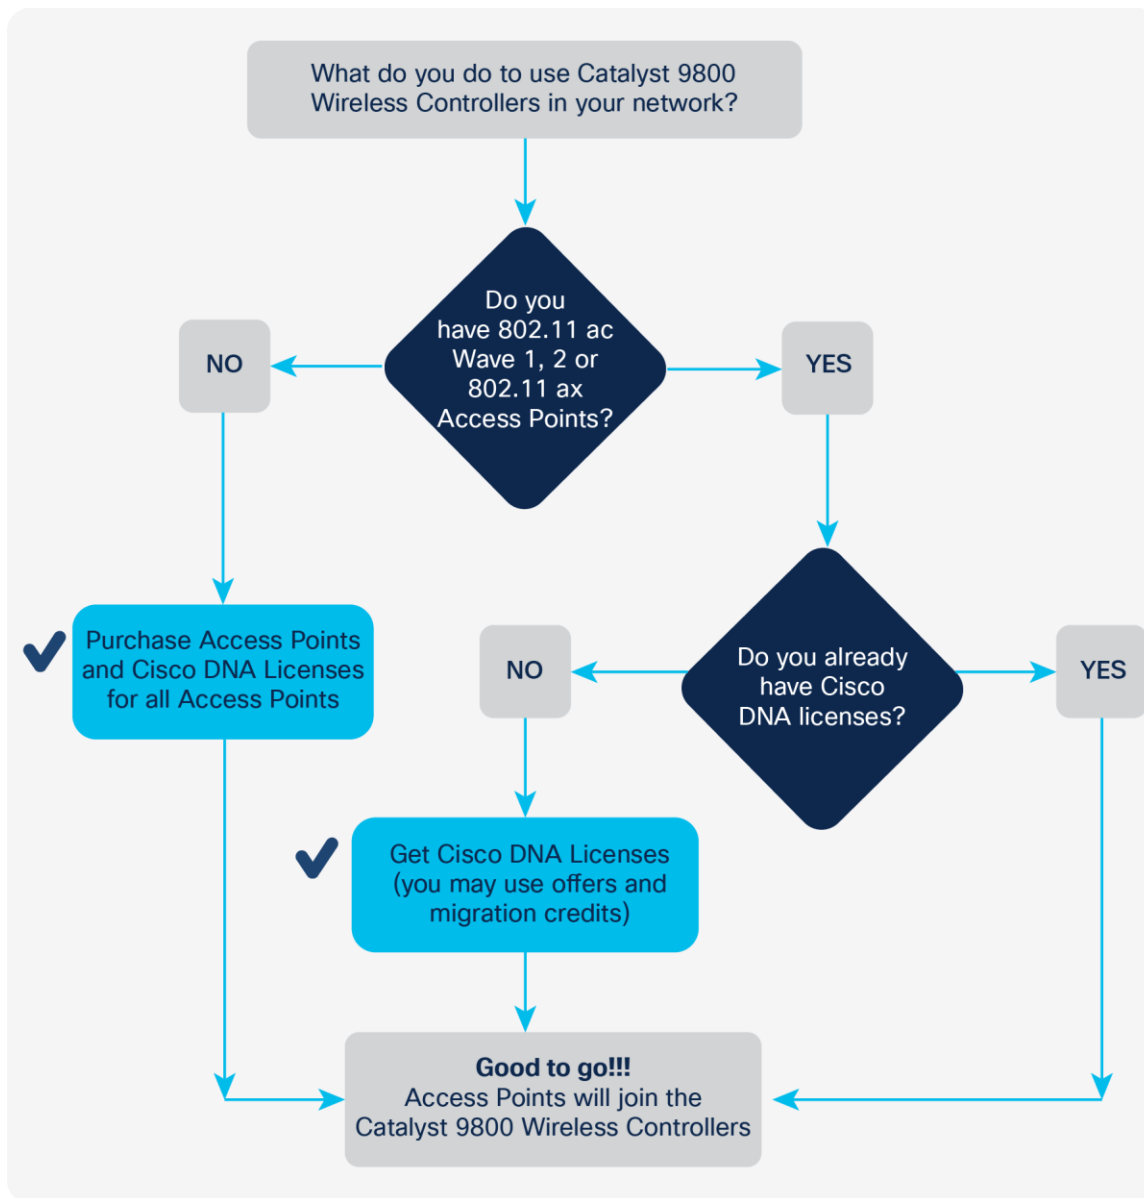 What do you do to use Catalyst 9800
Wireless Controllers in your network?
Do you
have 802.11 ac
Wave 1, 2 or
802.11 ax
Access Points?
NO
YES
Purchase Access Points
and Cisco DNA Licenses
for all Access Points
Do you already
have Cisco
DNA licenses?
NO
YES
Get Cisco DNA Licenses
(you may use offers and
migration credits)
Good to go!!!
Access Points will join the
Catalyst 9800 Wireless Controllers